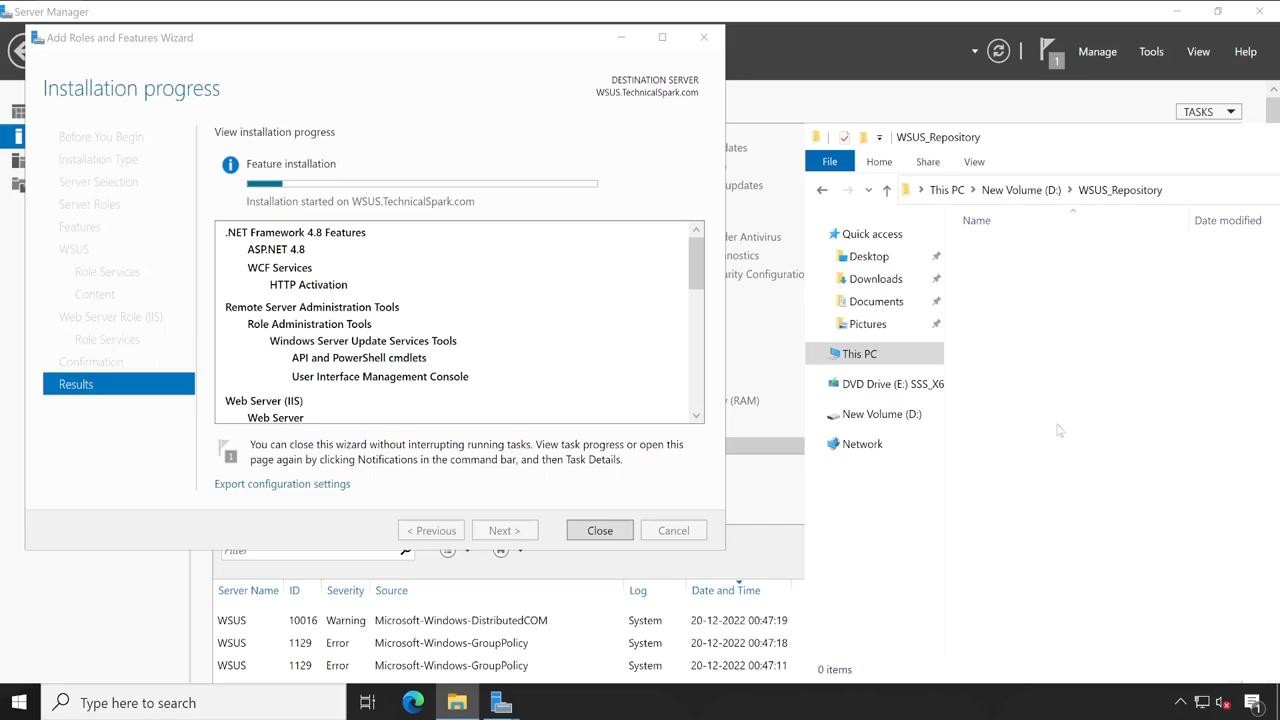 Server Manager
Add Roles and Features Wizard
1
Manage
Tools
View
Help
Installation progress
DESTINATION SERVER
WSUS.TechnicalSpark.com
TASKS
Before You Begin
Installation Type
Server Selection
Server Roles
Features
WSUS
Role Services
Content
Web Server Role (IIS)
Role Services
Confirmation
Results
View installation progress
Feature installation
Installation started on WSUS.TechnicalSpark.com
.NET Framework 4.8 Features
ASP.NET 4.8
WCF Services
HTTP Activation
Remote Server Administration Tools
Role Administration Tools
Windows Server Update Services Tools
API and PowerShell cmdlets
User Interface Management Console
Web Server (IIS)
Web Server
1
You can close this wizard without interrupting running tasks. View task progress or open this
page again by clicking Notifications in the command bar, and then Task Details.
Export configuration settings
< Previous
Next >
Close
Cancel
dates
updates
der Antivirus
nostics
urity Configuratio
(RAM)
WSUS_Repository
File
Home
Share
View
This PC
New Volume (D:)
WSUS_Repository
Name
Date modified
Quick access
Desktop
Downloads
Documents
Pictures
This PC
DVD Drive (E:) SSS_X6
New Volume (D:)
Network
0 items
Filter
Server Name ID Severity Source Log Date and Time
WSUS 10016 Warning Microsoft-Windows-DistributedCOM System 20-12-2022 00:47:19
WSUS 1129 Error Microsoft-Windows-GroupPolicy System 20-12-2022 00:47:18
WSUS 1129 Error Microsoft-Windows-GroupPolicy System 20-12-2022 00:47:11
Type here to search
1